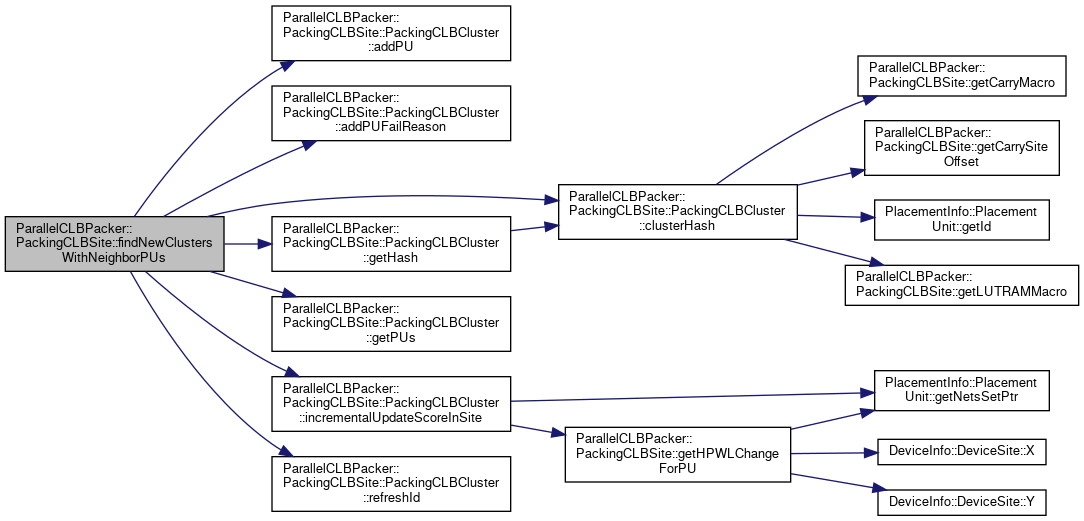 ParallelCLBPacker::
PackingCLBSite::findNewClusters
WithNeighborPUs
ParallelCLBPacker::
PackingCLBSite::PackingCLBCluster
::addPU
ParallelCLBPacker::
PackingCLBSite::PackingCLBCluster
::addPUFailReason
ParallelCLBPacker::
PackingCLBSite::PackingCLBCluster
::getHash
ParallelCLBPacker::
PackingCLBSite::PackingCLBCluster
::getPUs
ParallelCLBPacker::
PackingCLBSite::PackingCLBCluster
::incrementalUpdateScoreInSite
ParallelCLBPacker::
PackingCLBSite::PackingCLBCluster
::refreshId
ParallelCLBPacker::
PackingCLBSite::PackingCLBCluster
::clusterHash
ParallelCLBPacker::
PackingCLBSite::getHPWLChange
ForPU
ParallelCLBPacker::
PackingCLBSite::getCarryMacro
ParallelCLBPacker::
PackingCLBSite::getCarrySite
Offset
PlacementInfo::Placement
Unit::getId
ParallelCLBPacker::
PackingCLBSite::getLUTRAMMacro
PlacementInfo::Placement
Unit::getNetsSetPtr
DeviceInfo::DeviceSite::X
DeviceInfo::DeviceSite::Y